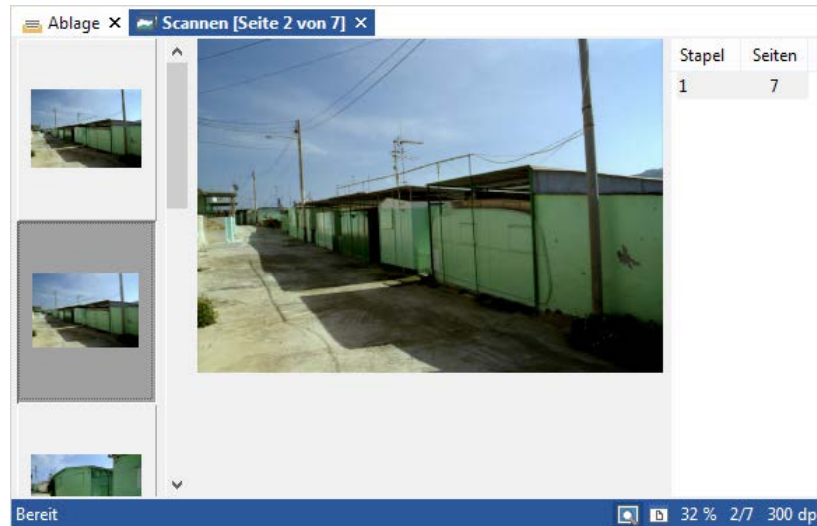 Ablage
Scannen [Seite 2 von 7]
Stapel Seiten
1 7
Bereit 32 % 2/7 300 dp